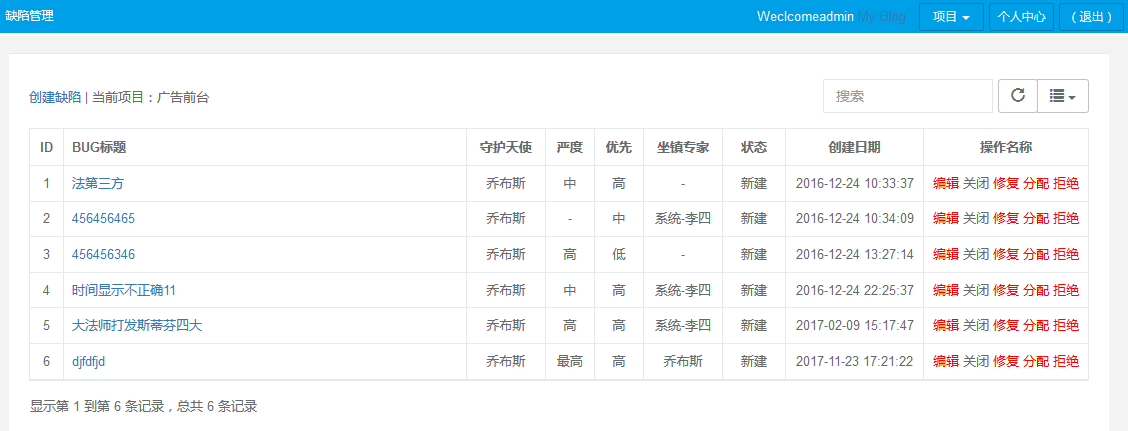 缺陷管理 Weclcomeadmin My Blog 项目 个人中心 ( 退出 )
创建缺陷 | 当前项目：广告前台 搜索
ID BUG标题 守护天使 严度 优先 坐镇专家 状态 创建日期 操作名称
1 法第三方 乔布斯 中 高 - 新建 2016-12-24 10:33:37 编辑 关闭 修复 分配 拒绝
2 456456465 乔布斯 - 中 系统-李四 新建 2016-12-24 10:34:09 编辑 关闭 修复 分配 拒绝
3 456456346 乔布斯 高 低 - 新建 2016-12-24 13:27:14 编辑 关闭 修复 分配 拒绝
4 时间显示不正确11 乔布斯 中 高 系统-李四 新建 2016-12-24 22:25:37 编辑 关闭 修复 分配 拒绝
5 大法师打发斯蒂芬四大 乔布斯 高 高 系统-李四 新建 2017-02-09 15:17:47 编辑 关闭 修复 分配 拒绝
6 djfdfjd 乔布斯 最高 高 乔布斯 新建 2017-11-23 17:21:22 编辑 关闭 修复 分配 拒绝
显示第 1 到第 6 条记录，总共 6 条记录